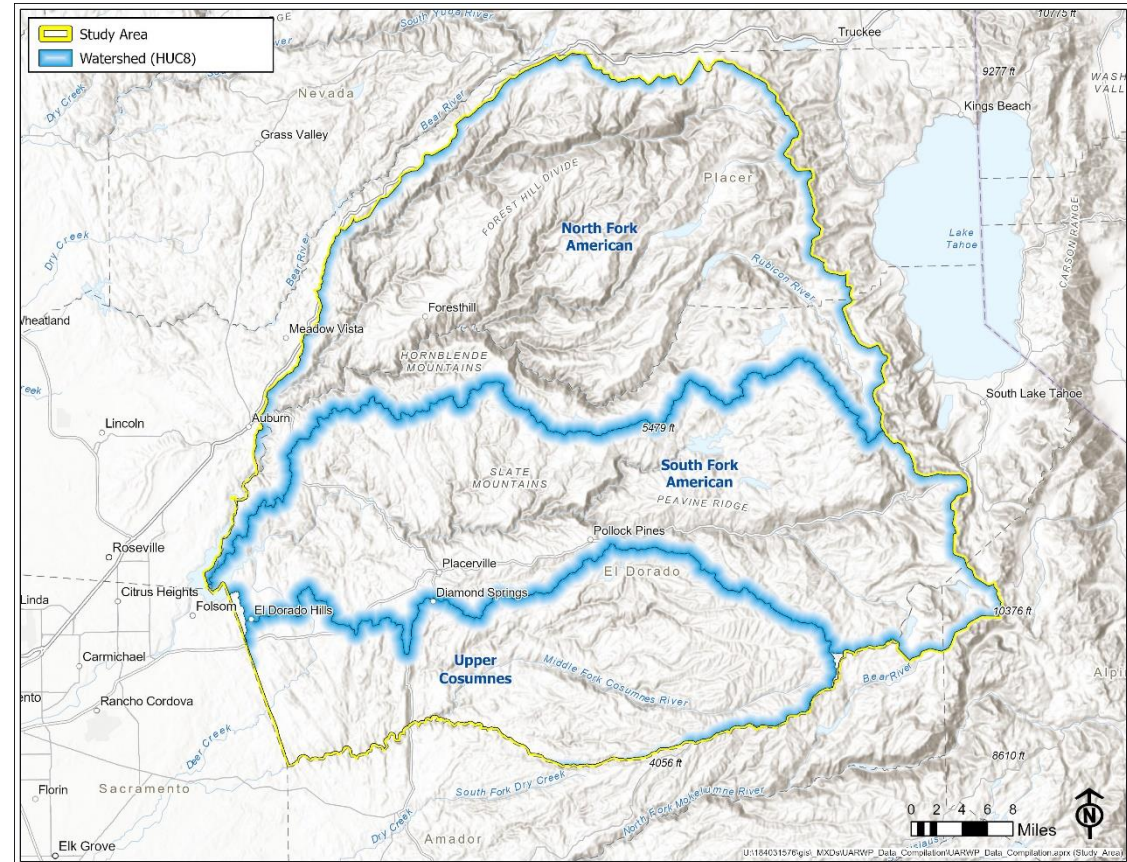 Study Area
Watershed (HUC8)
South Yuba River
Truckee
10775 ft
9277 ft
Dry Creek
Nevada
Bear River
Kings Beach
Grass Valley
FOREST HILL DIVIDE
Placer
North Fork
American
Lake
Tahoe
CARSON RANGE
Dry Creek
Bear River
Rubicon River
Foresthill
Wheatland
Meadow Vista
HORNBLENDE
MOUNTAINS
South Lake Tahoe
Auburn
Lincoln
5479 ft
South Fork
American
SLATE
MOUNTAINS
PEAVINE RIDGE
Pollock Pines
Roseville
Placerville
El Dorado
Linda
Citrus Heights
Folsom
El Dorado Hills
Diamond Springs
10376 ft
Carmichael
Upper
Cosumnes
Middle Fork Cosumnes River
Bear River
Rancho Cordova
Deer Creek
4056 ft
8610 ft
South Fork Dry Creek
Florin
Sacramento
North Fork Mokelumne River
Dry Creek
Amador
0 2 4 6 8
Miles
N
Elk Grove